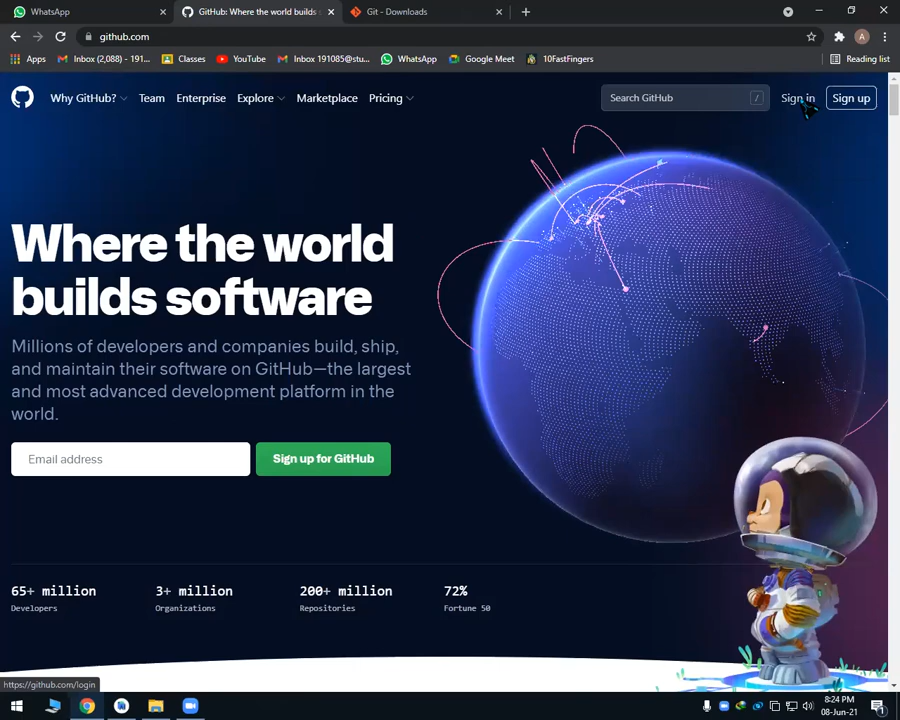 WhatsApp
GitHub: Where the world builds s
Git - Downloads
github.com
Apps
Inbox (2,088) - 191...
Classes
YouTube
Inbox 191085@stu...
WhatsApp
Google Meet
10FastFingers
Reading list
Why GitHub?
Team
Enterprise
Explore
Marketplace
Pricing
Search GitHub
/
Sign in
Sign up
Where the world
builds software
Millions of developers and companies build, ship,
and maintain their software on GitHub—the largest
and most advanced development platform in the
world.
Email address
Sign up for GitHub
65+ million
Developers
3+ million
Organizations
200+ million
Repositories
72%
Fortune 50
https://github.com/login
A
8:24 PM
08-Jun-21